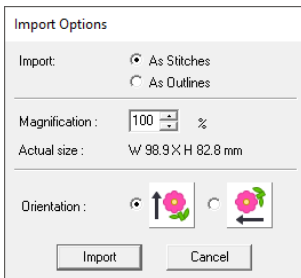 Import Options
Import: As Stitches
As Outlines
Magnification : 100 %
Actual size : W 98.9 X H 82.8 mm
Orientation :
Import Cancel